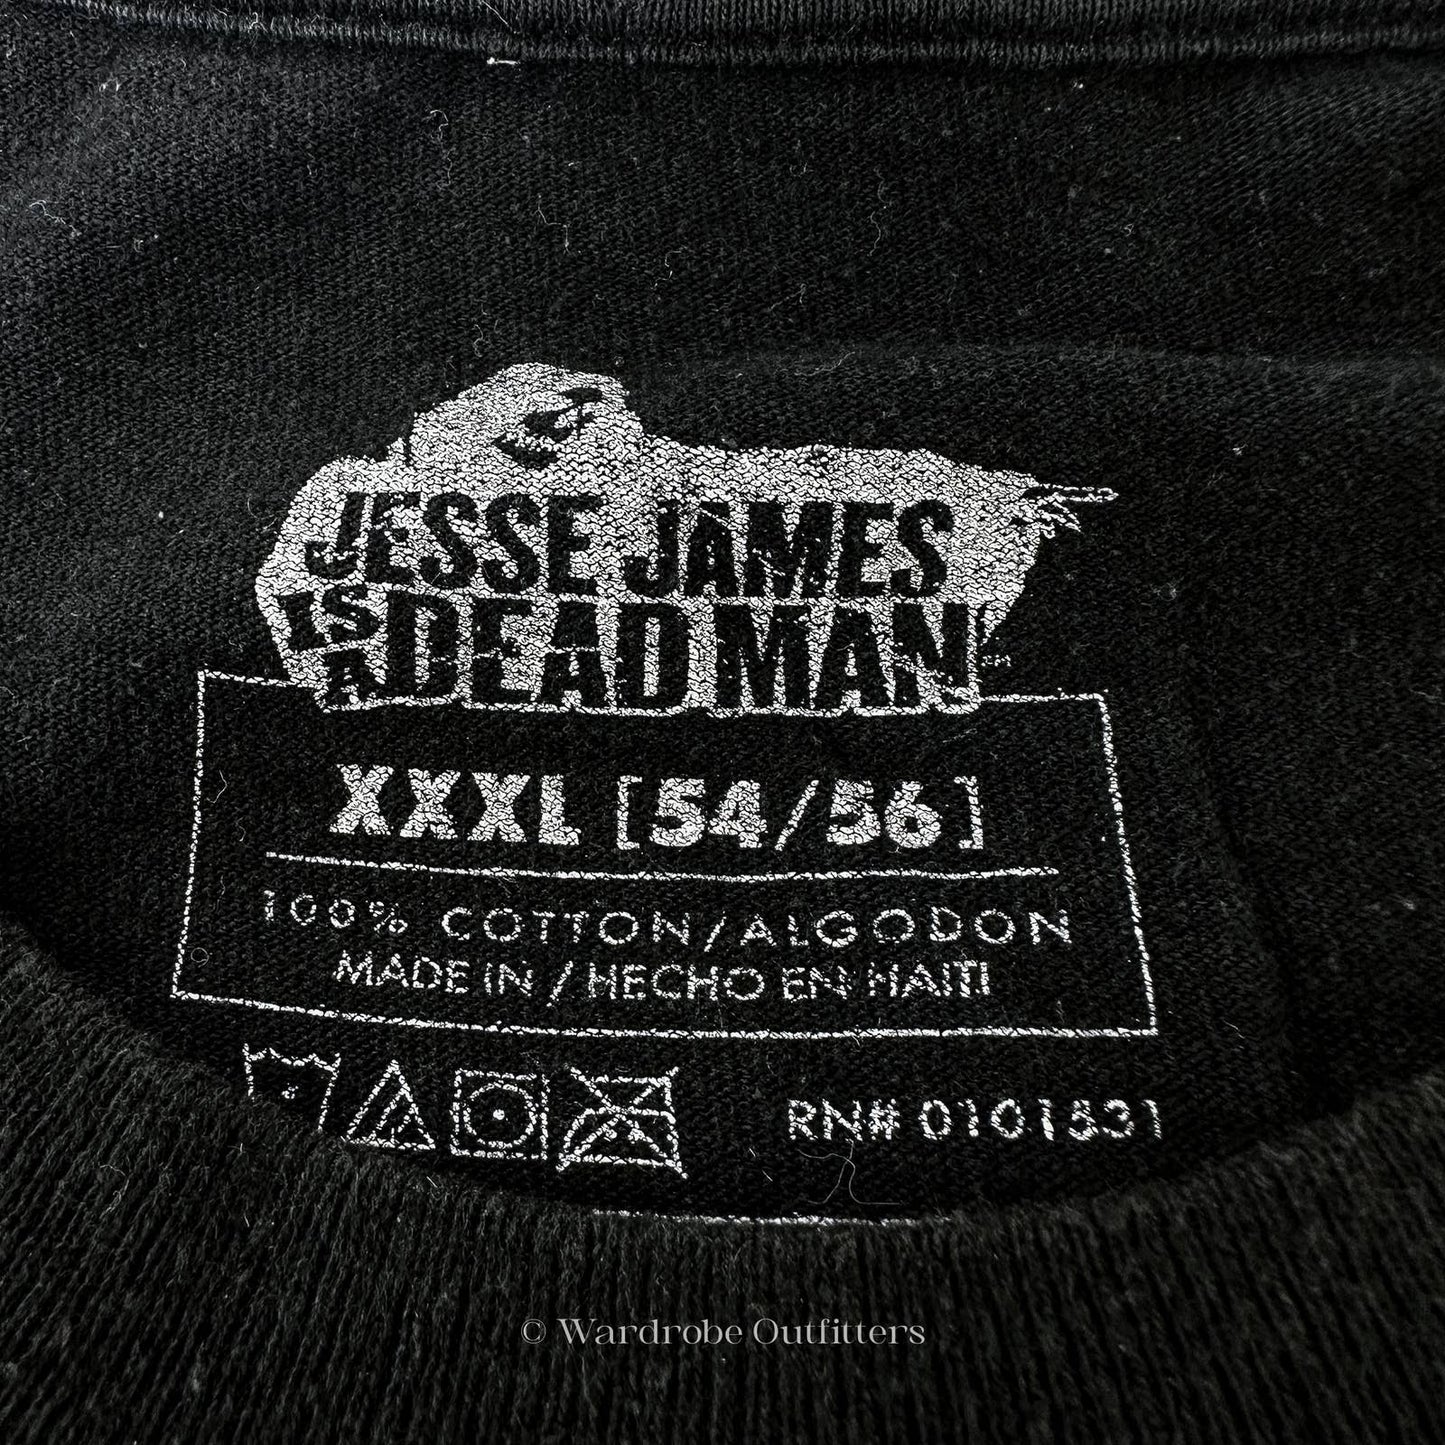 JESSE JAMES
IS A DEAD MAN
XXXL [54/56]
100% COTTON/ALGODON
MADE IN / HECHO EN HAITI
RN# 0101531
© Wardrobe Outfitters